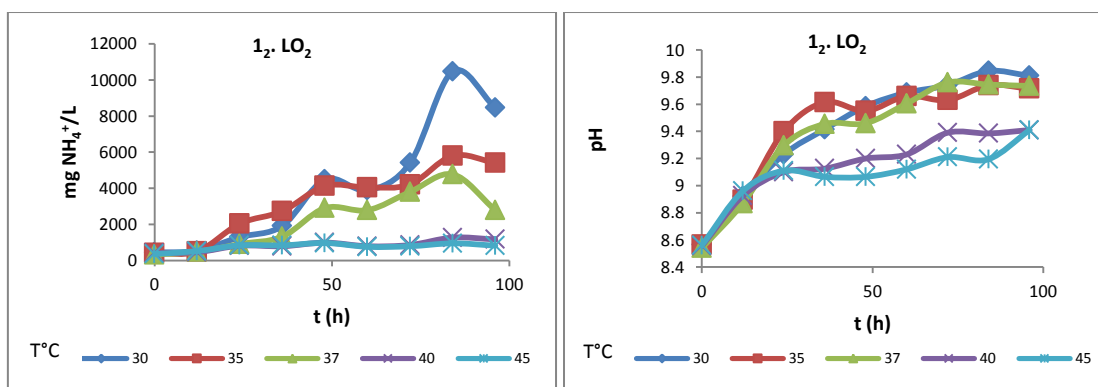 1₂. LO₂
mg NH₄⁺/L
12000
10000
8000
6000
4000
2000
0
0 50 100
t (h)
T°C 30 35 37 40 45
1₂. LO₂
pH
10
9.8
9.6
9.4
9.2
9
8.8
8.6
8.4
0 50 100
t (h)
T°C 30 35 37 40 45